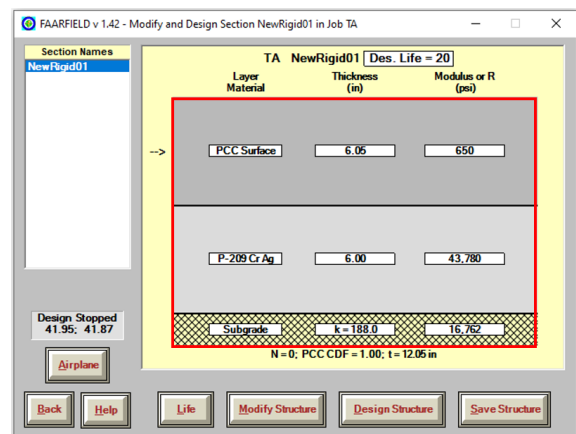 FAARFIELD v 1.42 - Modify and Design Section NewRigid01 in Job TA
Section Names
NewRigid01
TA NewRigid01 Des. Life = 20
Layer Material Thickness (in) Modulus or R (psi)
--> PCC Surface 6.05 650
P-209 Cr Ag 6.00 43,780
Subgrade k = 188.0 16,762
N = 0; PCC CDF = 1.00; t = 12.05 in
Design Stopped
41.95; 41.87
Airplane
Back Help Life Modify Structure Design Structure Save Structure